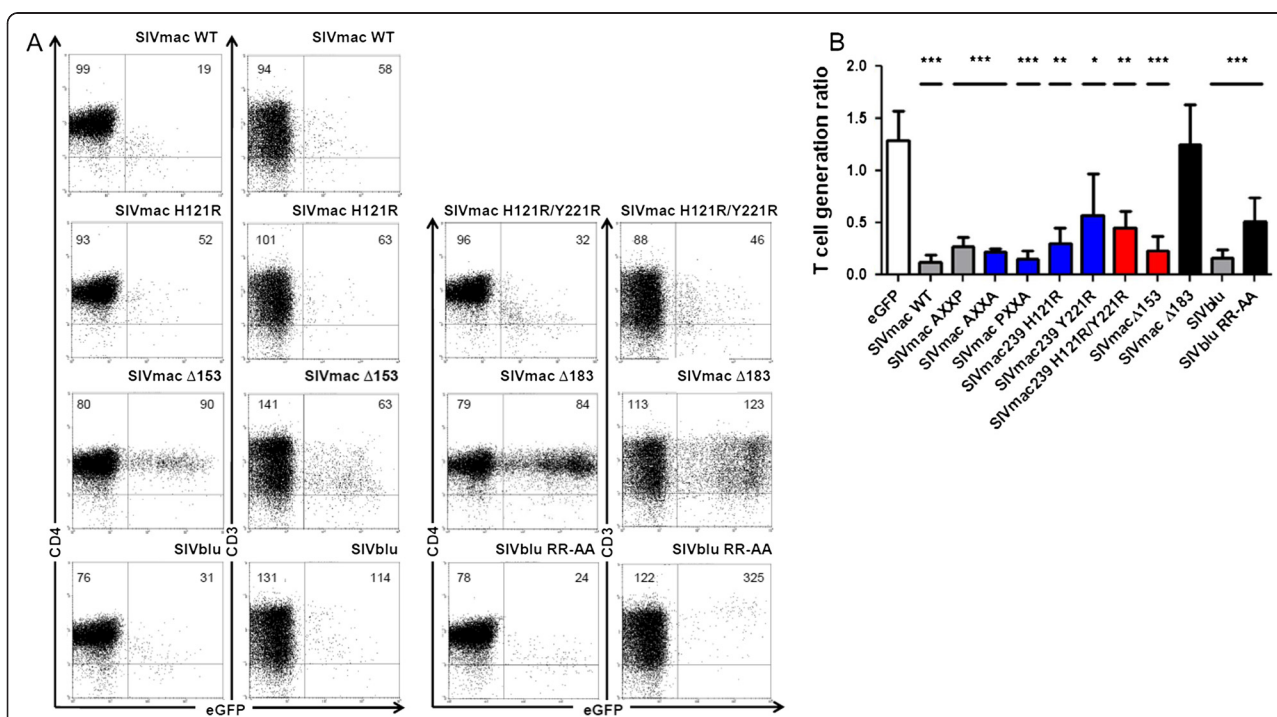 A
SIVmac WT
99 19
CD4
SIVmac WT
94 58
CD3
SIVmac H121R
93 52
SIVmac H121R
101 63
SIVmac H121R/Y221R
96 32
SIVmac H121R/Y221R
88 46
SIVmac Δ153
80 90
SIVmac Δ153
141 63
SIVmac Δ183
79 84
SIVmac Δ183
113 123
CD4
CD3
SIVblu
76 31
SIVblu
131 114
SIVblu RR-AA
78 24
SIVblu RR-AA
122 325
eGFP
eGFP
B
*** *** *** ** * ** *** ***
T cell generation ratio
2.0
1.5
1.0
0.5
0.0
eGFP
SIVmac WT
SIVmac AXXP
SIVmac AXXA
SIVmac PXXA
SIVmac239 H121R
SIVmac239 Y221R
SIVmac239 H121R/Y221R
SIVmacΔ153
SIVmac Δ183
SIVblu
SIVblu RR-AA